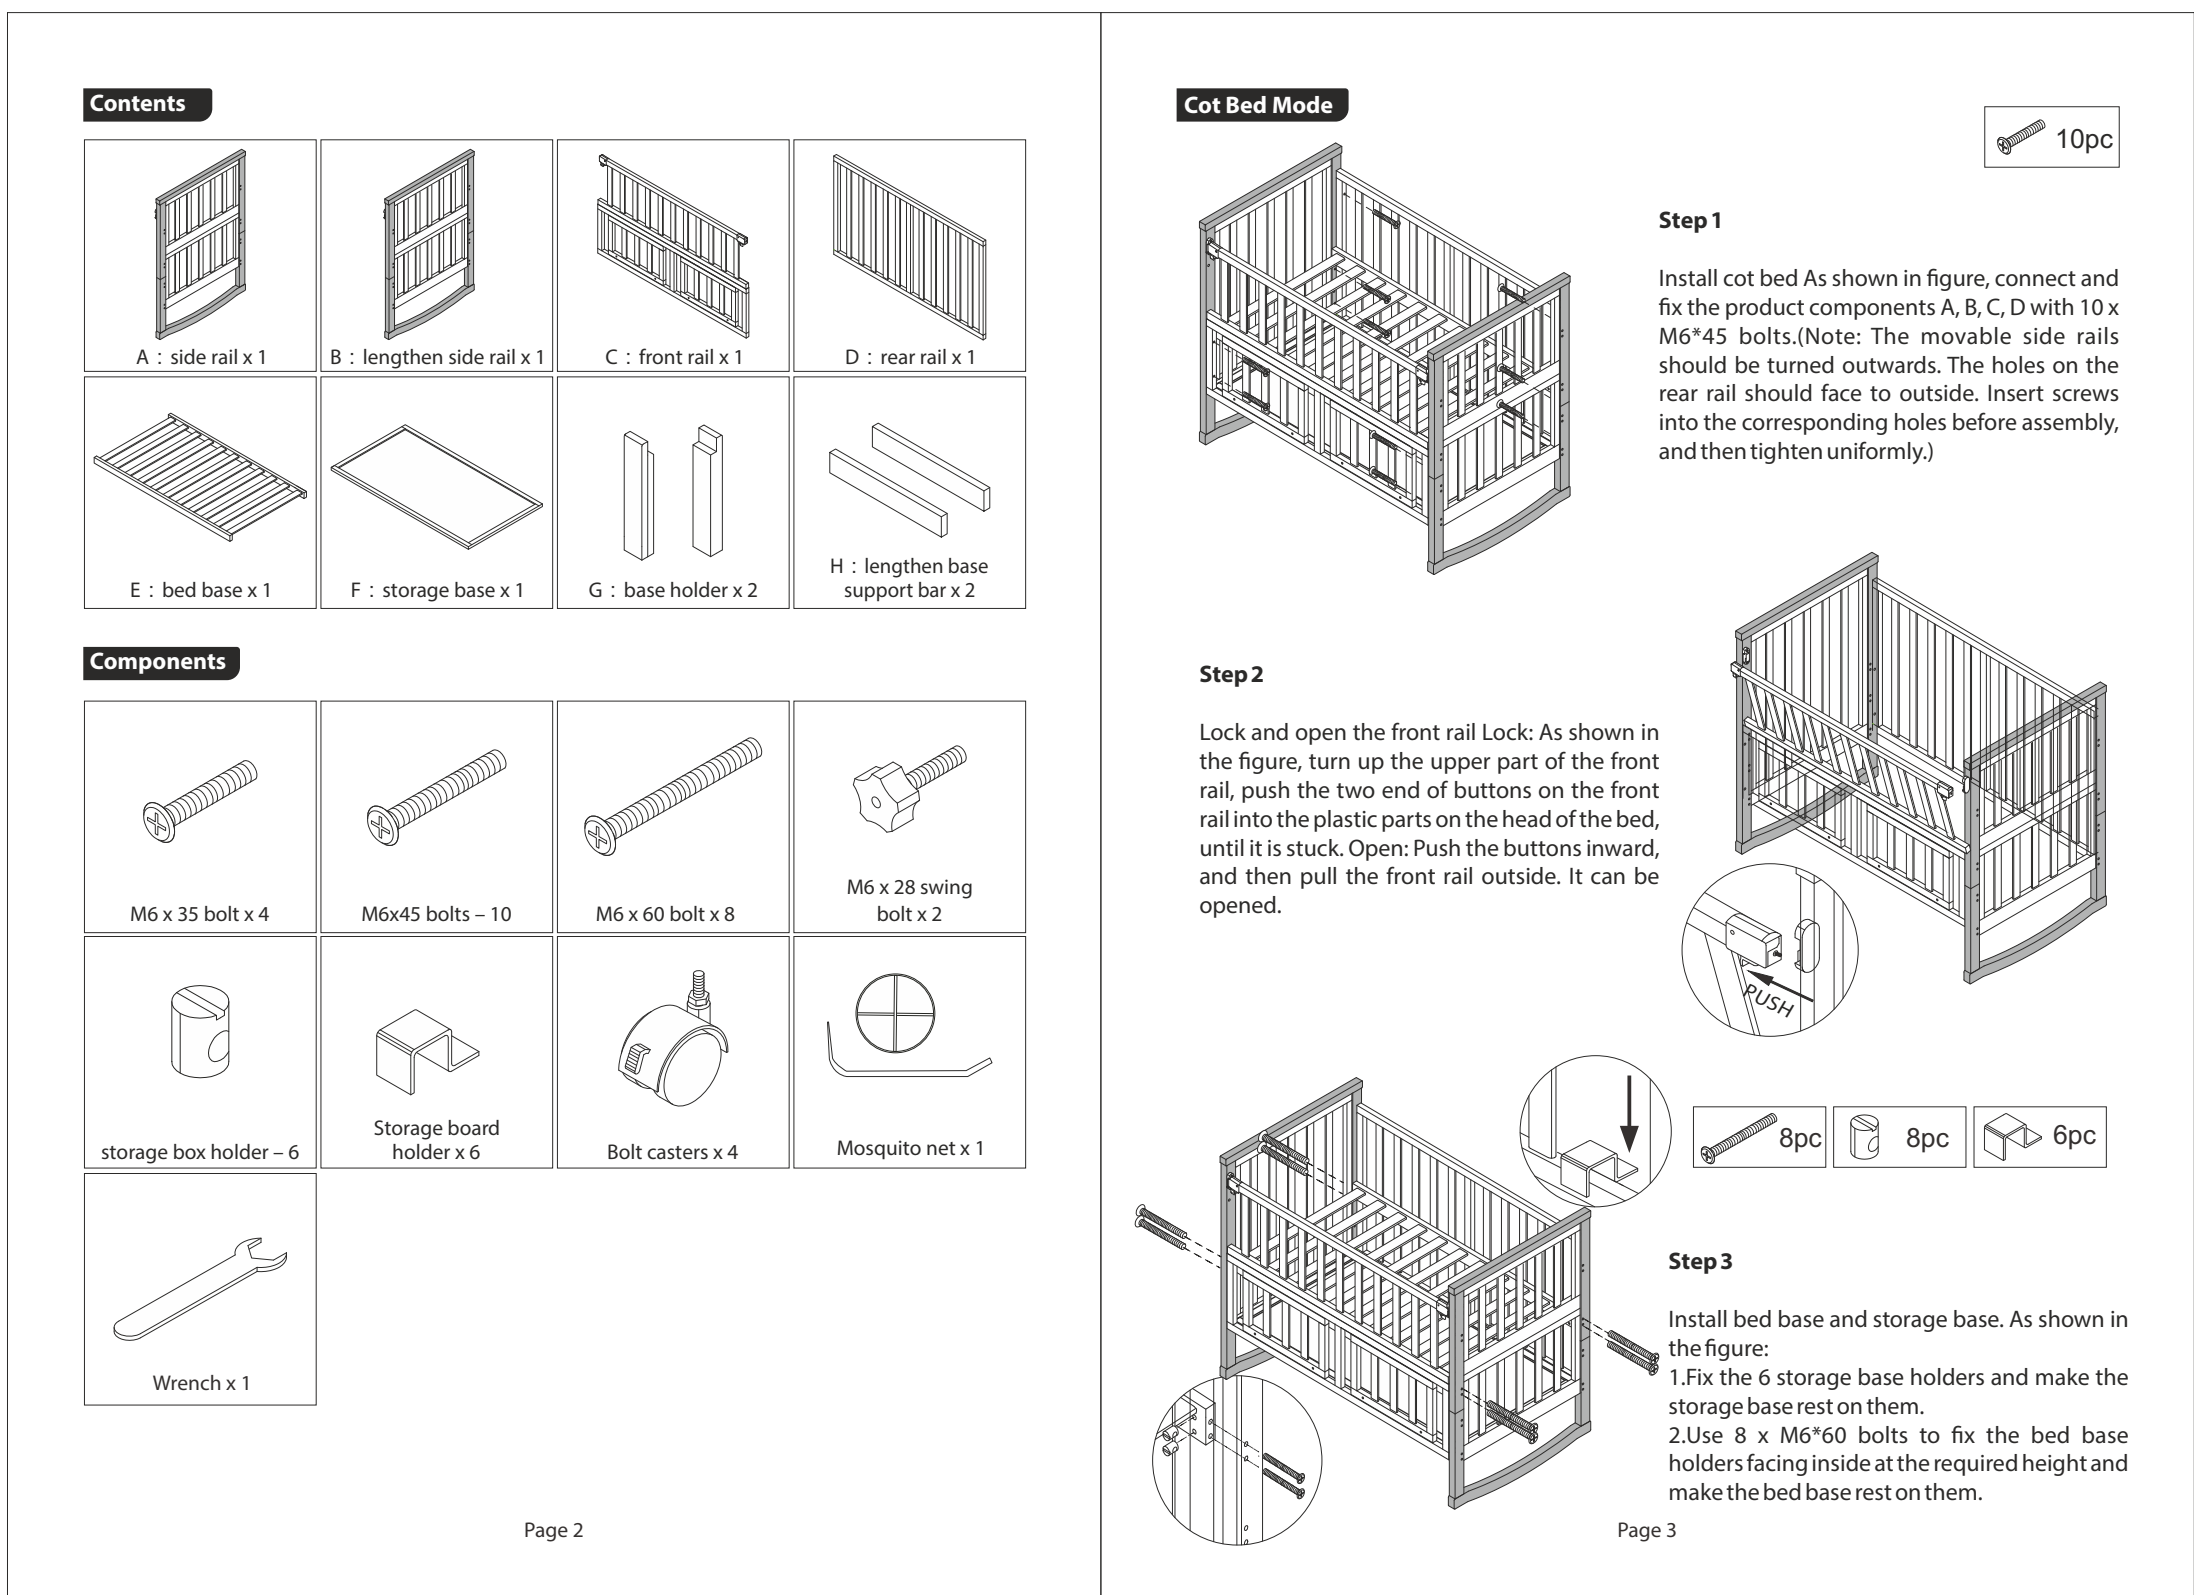 Contents
A：side rail x 1
B：lengthen side rail x 1
C：front rail x 1
D：rear rail x 1
E：bed base x 1
F：storage base x 1
G：base holder x 2
H：lengthen base
support bar x 2
Components
M6 x 35 bolt x 4
M6x45 bolts – 10
M6 x 60 bolt x 8
M6 x 28 swing
bolt x 2
storage box holder – 6
Storage board
holder x 6
Bolt casters x 4
Mosquito net x 1
Wrench x 1
Page 2
Cot Bed Mode
10pc
Step 1
Install cot bed As shown in figure, connect and
fix the product components A, B, C, D with 10 x
M6*45 bolts.(Note: The movable side rails
should be turned outwards. The holes on the
rear rail should face to outside. Insert screws
into the corresponding holes before assembly,
and then tighten uniformly.)
Step 2
Lock and open the front rail Lock: As shown in
the figure, turn up the upper part of the front
rail, push the two end of buttons on the front
rail into the plastic parts on the head of the bed,
until it is stuck. Open: Push the buttons inward,
and then pull the front rail outside. It can be
opened.
PUSH
8pc
8pc
6pc
Step 3
Install bed base and storage base. As shown in
the figure:
1.Fix the 6 storage base holders and make the
storage base rest on them.
2.Use 8 x M6*60 bolts to fix the bed base
holders facing inside at the required height and
make the bed base rest on them.
Page 3